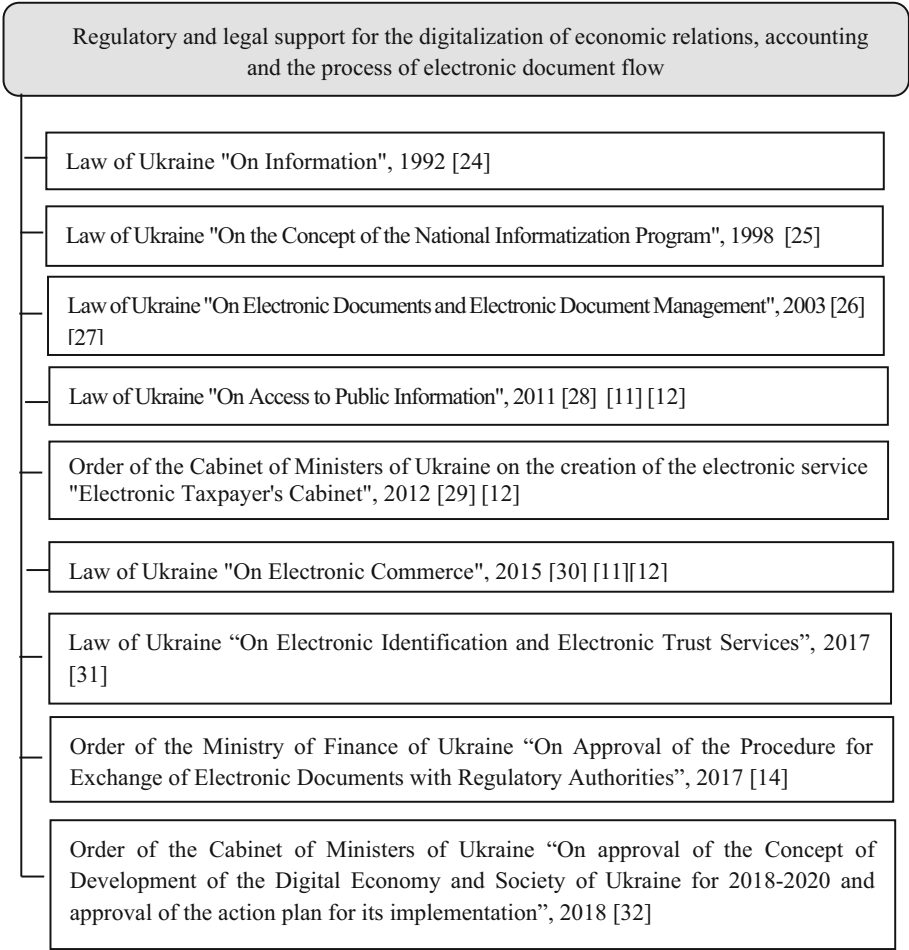 Regulatory and legal support for the digitalization of economic relations, accounting
and the process of electronic document flow
Law of Ukraine "On Information", 1992 [24]
Law of Ukraine "On the Concept of the National Informatization Program", 1998 [25]
Law of Ukraine "On Electronic Documents and Electronic Document Management", 2003 [26]
[27]
Law of Ukraine "On Access to Public Information", 2011 [28] [11] [12]
Order of the Cabinet of Ministers of Ukraine on the creation of the electronic service
"Electronic Taxpayer's Cabinet", 2012 [29] [12]
Law of Ukraine "On Electronic Commerce", 2015 [30] [11][12]
Law of Ukraine “On Electronic Identification and Electronic Trust Services”, 2017
[31]
Order of the Ministry of Finance of Ukraine “On Approval of the Procedure for
Exchange of Electronic Documents with Regulatory Authorities”, 2017 [14]
Order of the Cabinet of Ministers of Ukraine “On approval of the Concept of
Development of the Digital Economy and Society of Ukraine for 2018-2020 and
approval of the action plan for its implementation”, 2018 [32]